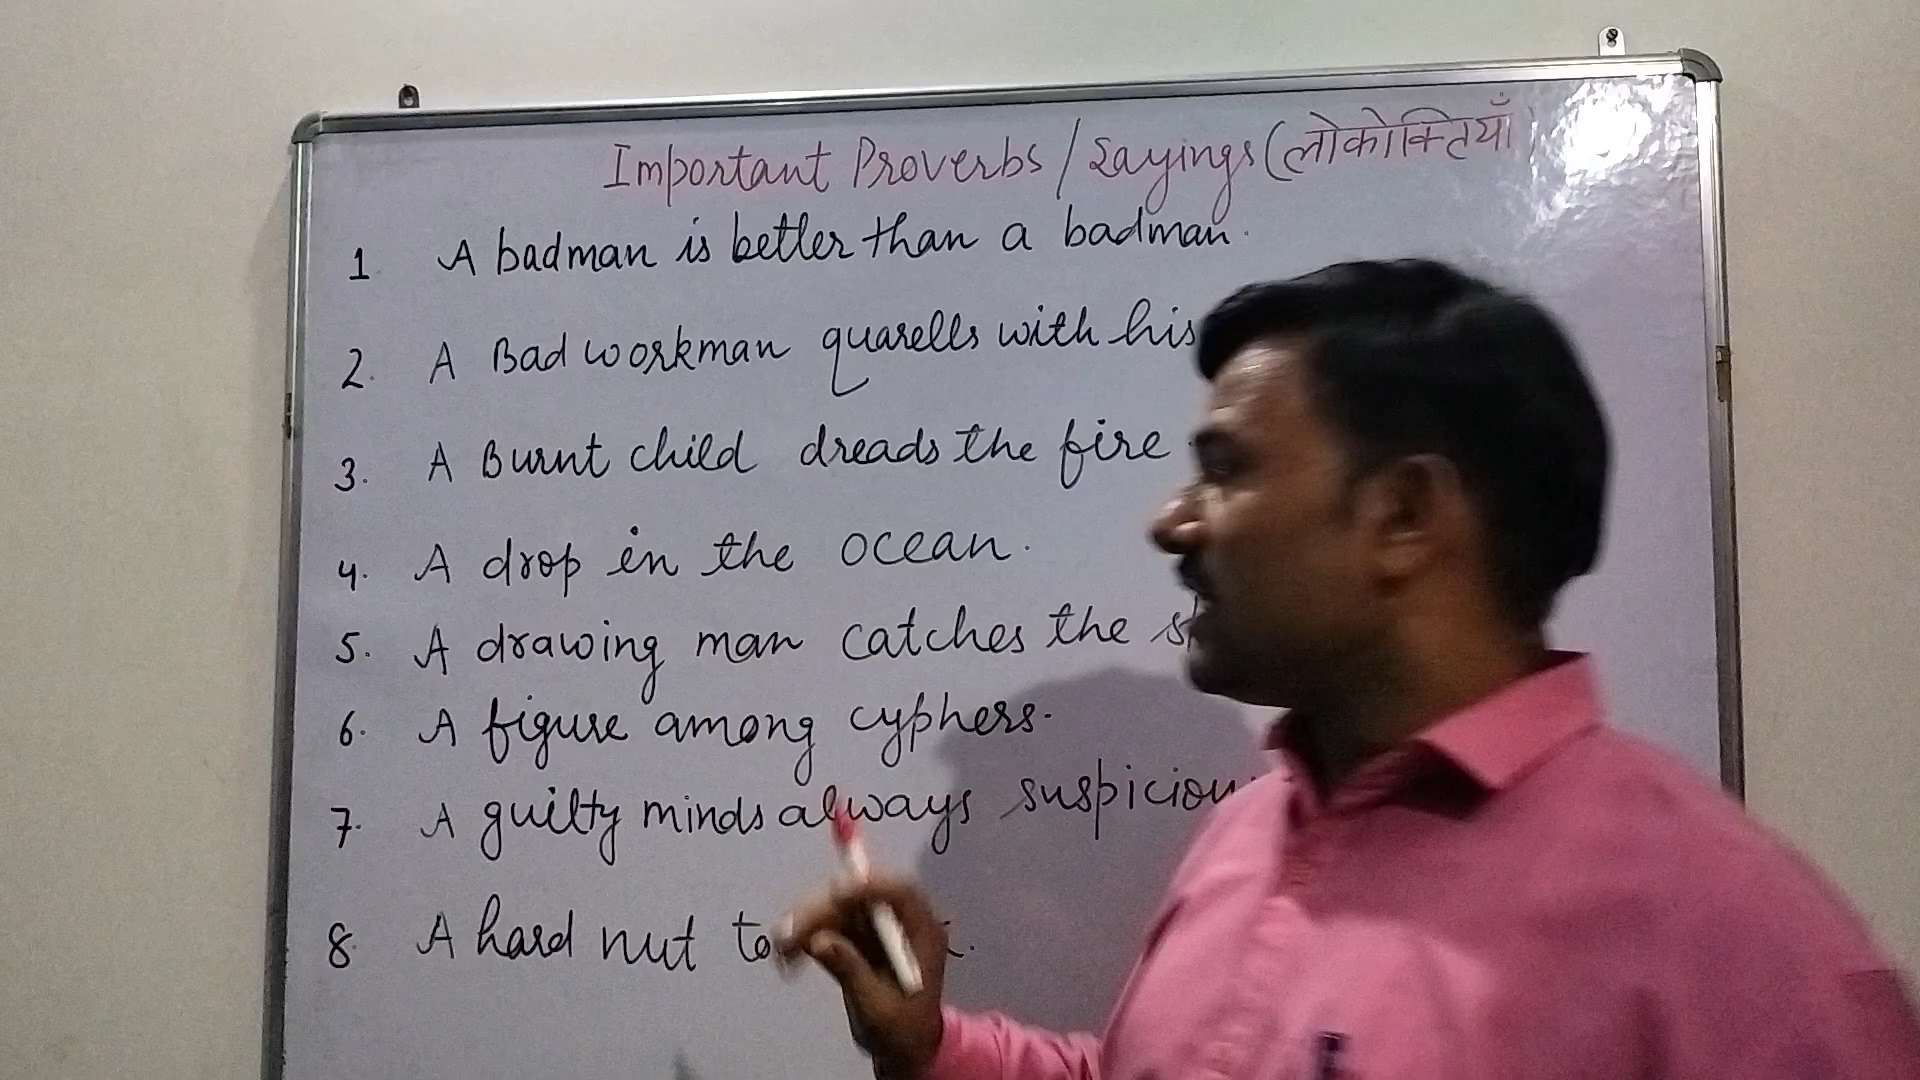 Important Proverbs / Sayings (लोकोक्तियाँ)
1. A badman is better than a badman.
2. A Bad workman quarells with his
3. A Burnt child dreads the fire
4. A drop in the ocean.
5. A drawing man catches the
6. A figure among cyphers.
7. A guilty minds always
8. A hard nut to